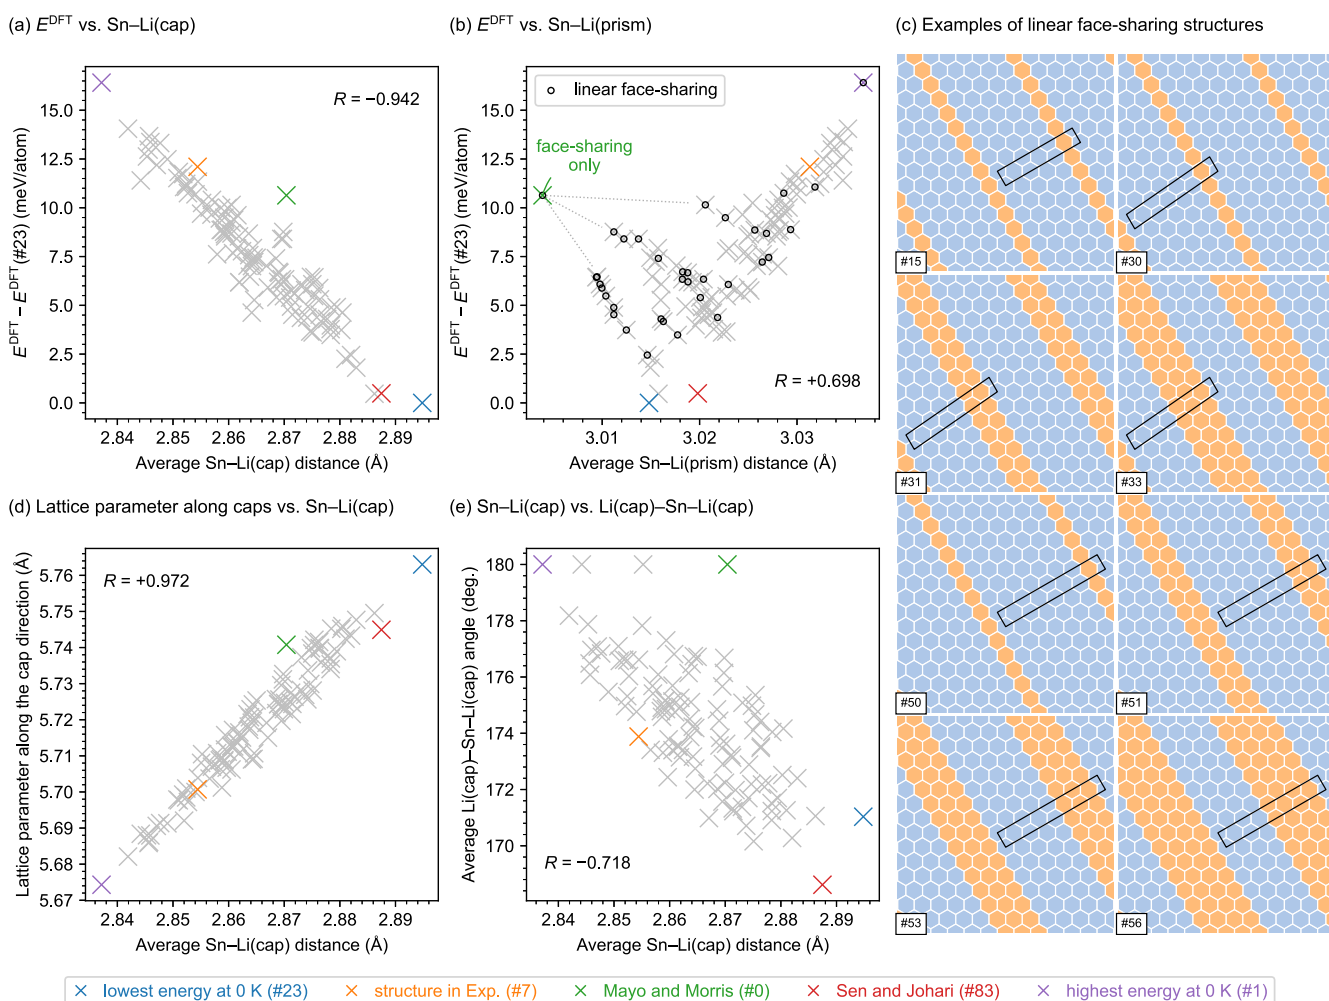 (a) E^DFT vs. Sn–Li(cap)
E^DFT – E^DFT(#23) (meV/atom)
15.0
12.5
10.0
7.5
5.0
2.5
0.0
R = −0.942
2.84 2.85 2.86 2.87 2.88 2.89
Average Sn–Li(cap) distance (Å)
(b) E^DFT vs. Sn–Li(prism)
E^DFT – E^DFT(#23) (meV/atom)
15.0
12.5
10.0
7.5
5.0
2.5
0.0
linear face-sharing
face-sharing
only
R = +0.698
3.01 3.02 3.03
Average Sn–Li(prism) distance (Å)
(c) Examples of linear face-sharing structures
#15
#30
#31
#33
#50
#51
#53
#56
(d) Lattice parameter along caps vs. Sn–Li(cap)
Lattice parameter along the cap direction (Å)
5.76
5.75
5.74
5.73
5.72
5.71
5.70
5.69
5.68
5.67
R = +0.972
2.84 2.85 2.86 2.87 2.88 2.89
Average Sn–Li(cap) distance (Å)
(e) Sn–Li(cap) vs. Li(cap)–Sn–Li(cap)
Average Li(cap)–Sn–Li(cap) angle (deg.)
180
178
176
174
172
170
R = −0.718
2.84 2.85 2.86 2.87 2.88 2.89
Average Sn–Li(cap) distance (Å)
lowest energy at 0 K (#23) structure in Exp. (#7) Mayo and Morris (#0) Sen and Johari (#83) highest energy at 0 K (#1)